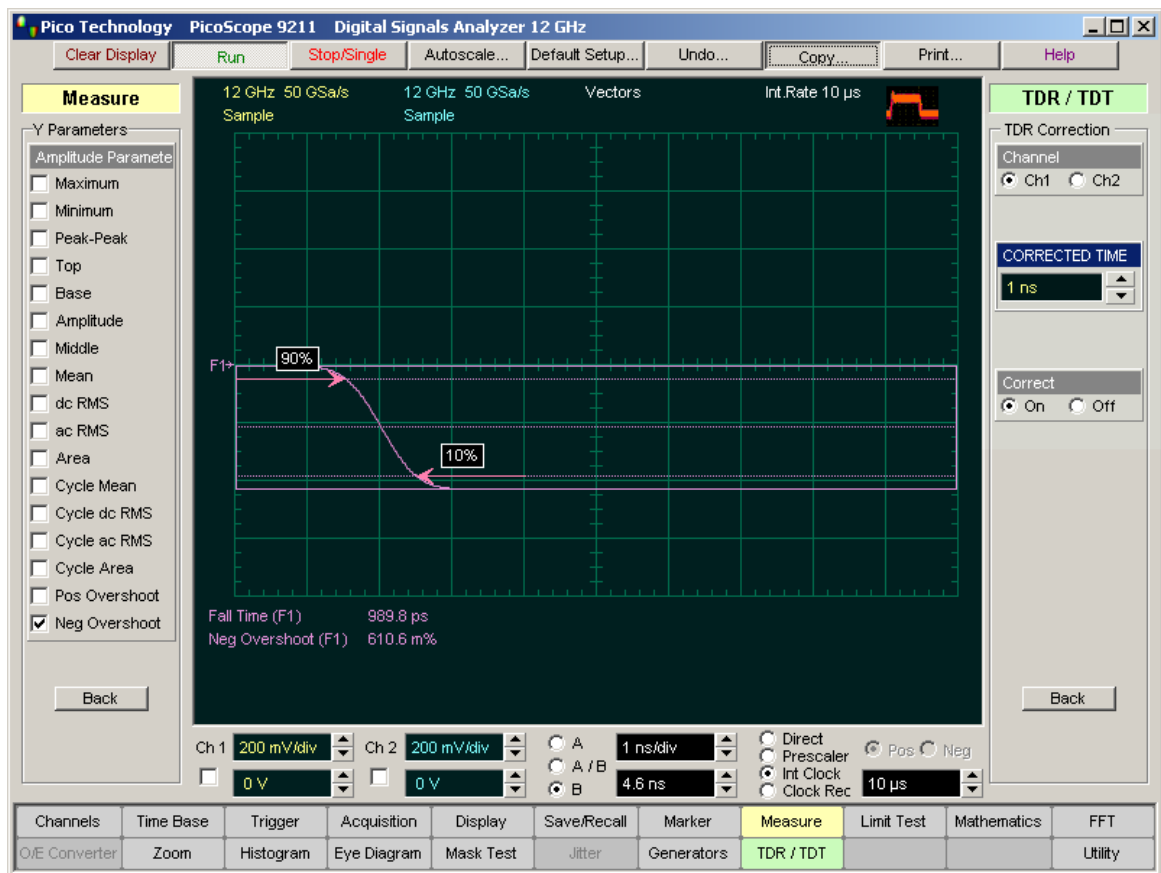 Pico Technology PicoScope 9211 Digital Signals Analyzer 12 GHz
Clear Display Run Stop/Single Autoscale... Default Setup... Undo... Copy... Print... Help
Measure
Y Parameters
Amplitude Paramete
Maximum
Minimum
Peak-Peak
Top
Base
Amplitude
Middle
Mean
dc RMS
ac RMS
Area
Cycle Mean
Cycle dc RMS
Cycle ac RMS
Cycle Area
Pos Overshoot
Neg Overshoot
Back
12 GHz 50 GSa/s 12 GHz 50 GSa/s Vectors Int.Rate 10 µs
Sample Sample
F1
90%
10%
Fall Time (F1) 989.8 ps
Neg Overshoot (F1) 610.6 m%
TDR / TDT
TDR Correction
Channel
Ch1 Ch2
CORRECTED TIME
1 ns
Correct
On Off
Back
Ch 1 200 mV/div Ch 2 200 mV/div
0 V 0 V
A
A / B
B
1 ns/div
4.6 ns
Direct
Prescaler
Int Clock
Clock Rec
Pos Neg
10 µs
Channels Time Base Trigger Acquisition Display Save/Recall Marker Measure Limit Test Mathematics FFT
O/E Converter Zoom Histogram Eye Diagram Mask Test Jitter Generators TDR / TDT Utility